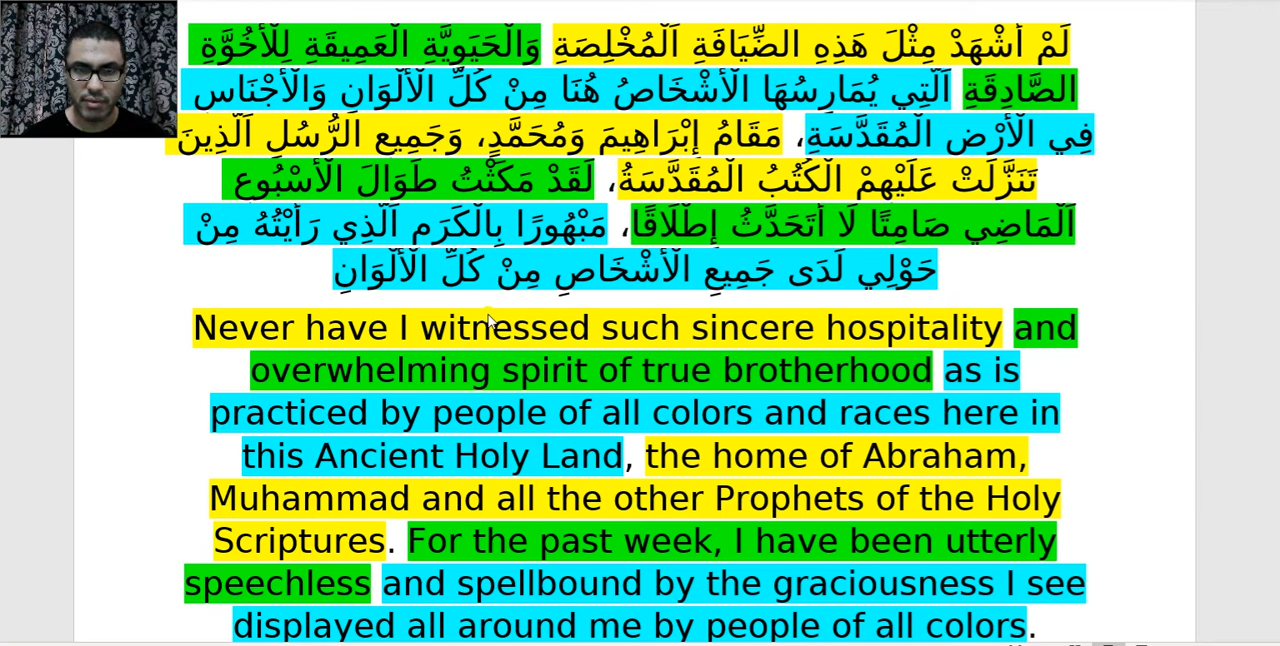 لَمْ أَشْهَدْ مِثْلَ هَذِهِ الضِّيَافَةِ اَلْمُخْلِصَةِ وَالْحَيَوِيَّةِ الْعَمِيقَةِ لِلْأُخُوَّةِ
الصَّادِقَةِ اَلَّتِي يُمَارِسُهَا الْأَشْخَاصُ هُنَا مِنْ كُلِّ الْأَلْوَانِ وَالْأَجْنَاسِ
فِي الْأَرْضِ الْمُقَدَّسَةِ، مَقَامُ إِبْرَاهِيمَ وَمُحَمَّدٍ، وَجَمِيعِ الرُّسُلِ اَلَّذِينَ
تَنَزَّلَتْ عَلَيْهِمْ الْكُتُبُ الْمُقَدَّسَةُ، لَقَدْ مَكَثْتُ طَوَالَ الْأُسْبُوعِ
اَلْمَاضِي صَامِتًا لَا أَتَحَدَّثُ إِطْلَاقًا، مَبْهُورًا بِالْكَرَمِ اَلَّذِي رَأَيْتُهُ مِنْ
حَوْلِي لَدَى جَمِيعِ الْأَشْخَاصِ مِنْ كُلِّ الْأَلْوَانِ
Never have I witnessed such sincere hospitality and
overwhelming spirit of true brotherhood as is
practiced by people of all colors and races here in
this Ancient Holy Land, the home of Abraham,
Muhammad and all the other Prophets of the Holy
Scriptures. For the past week, I have been utterly
speechless and spellbound by the graciousness I see
displayed all around me by people of all colors.